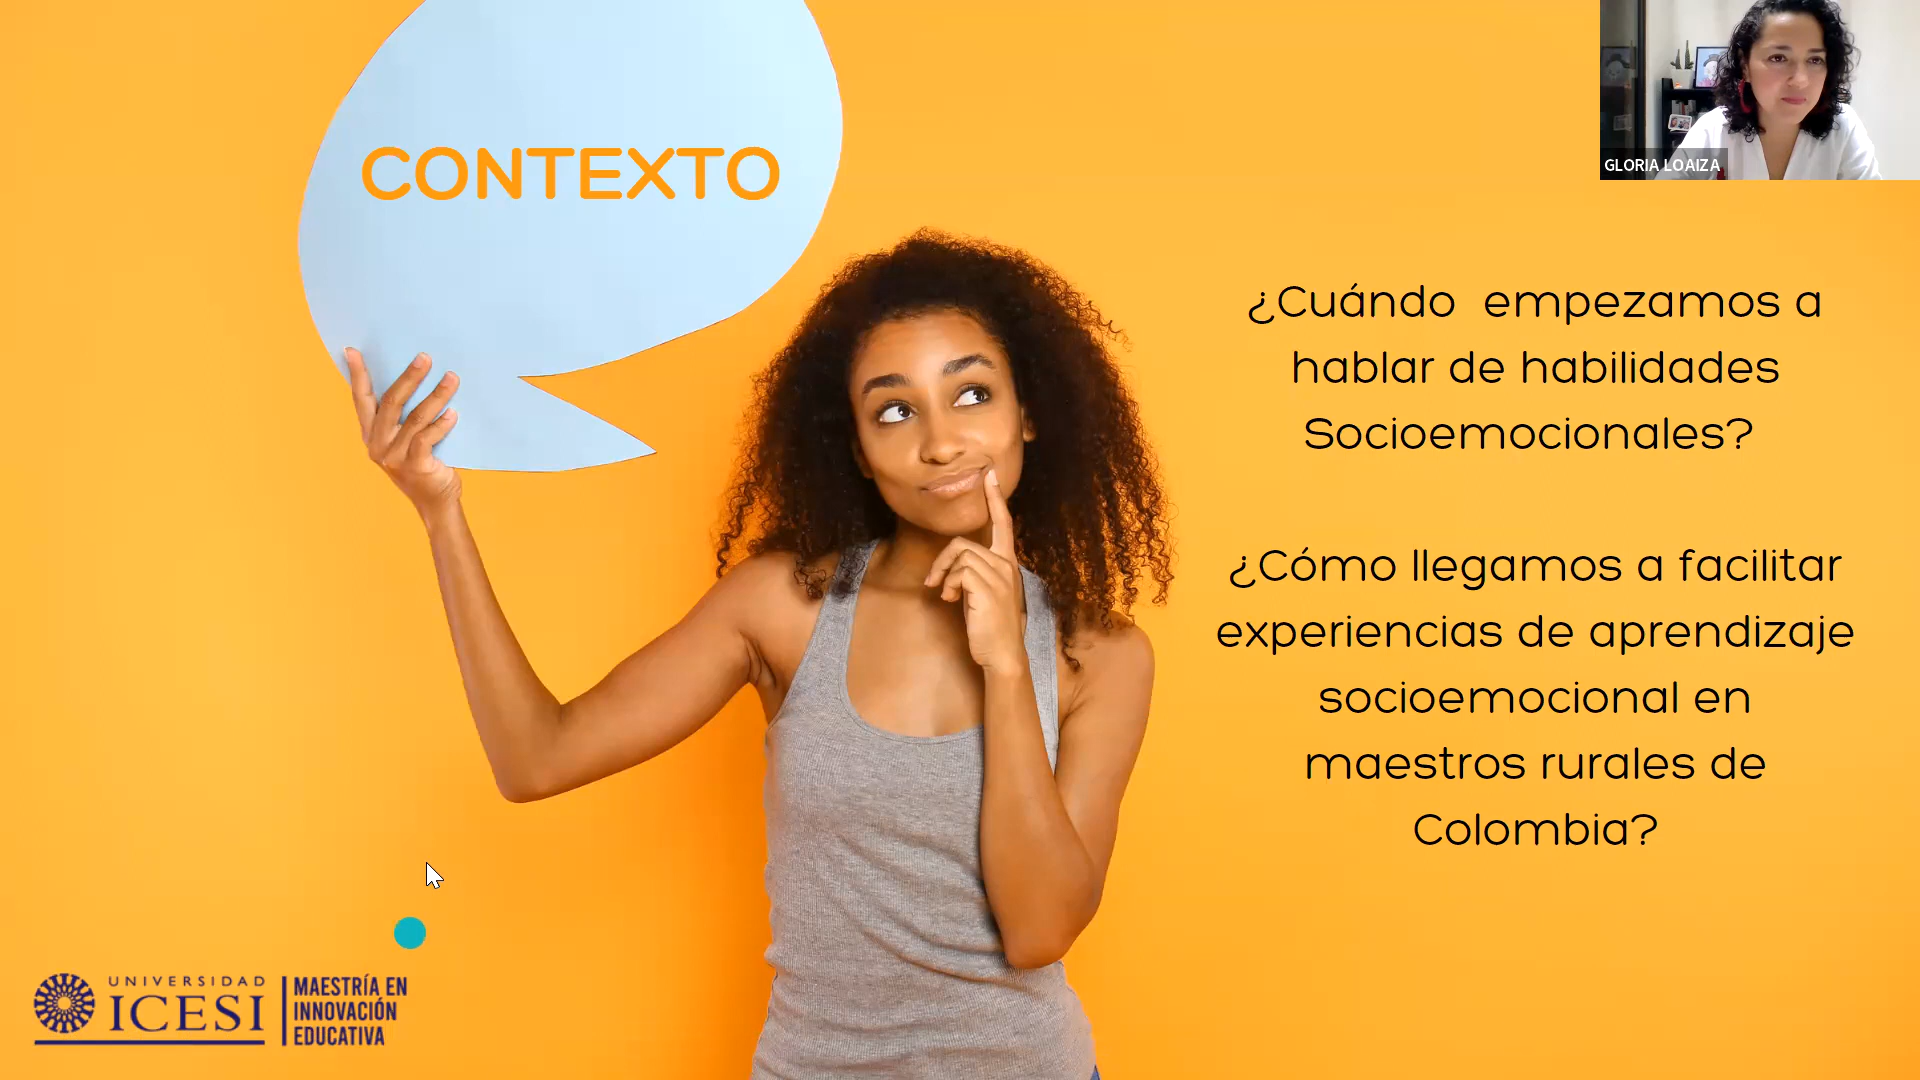 CONTEXTO
GLORIA LOAIZA
¿Cuándo empezamos a
hablar de habilidades
Socioemocionales?
¿Cómo llegamos a facilitar
experiencias de aprendizaje
socioemocional en
maestros rurales de
Colombia?
UNIVERSIDAD
ICESI
MAESTRÍA EN
INNOVACIÓN
EDUCATIVA